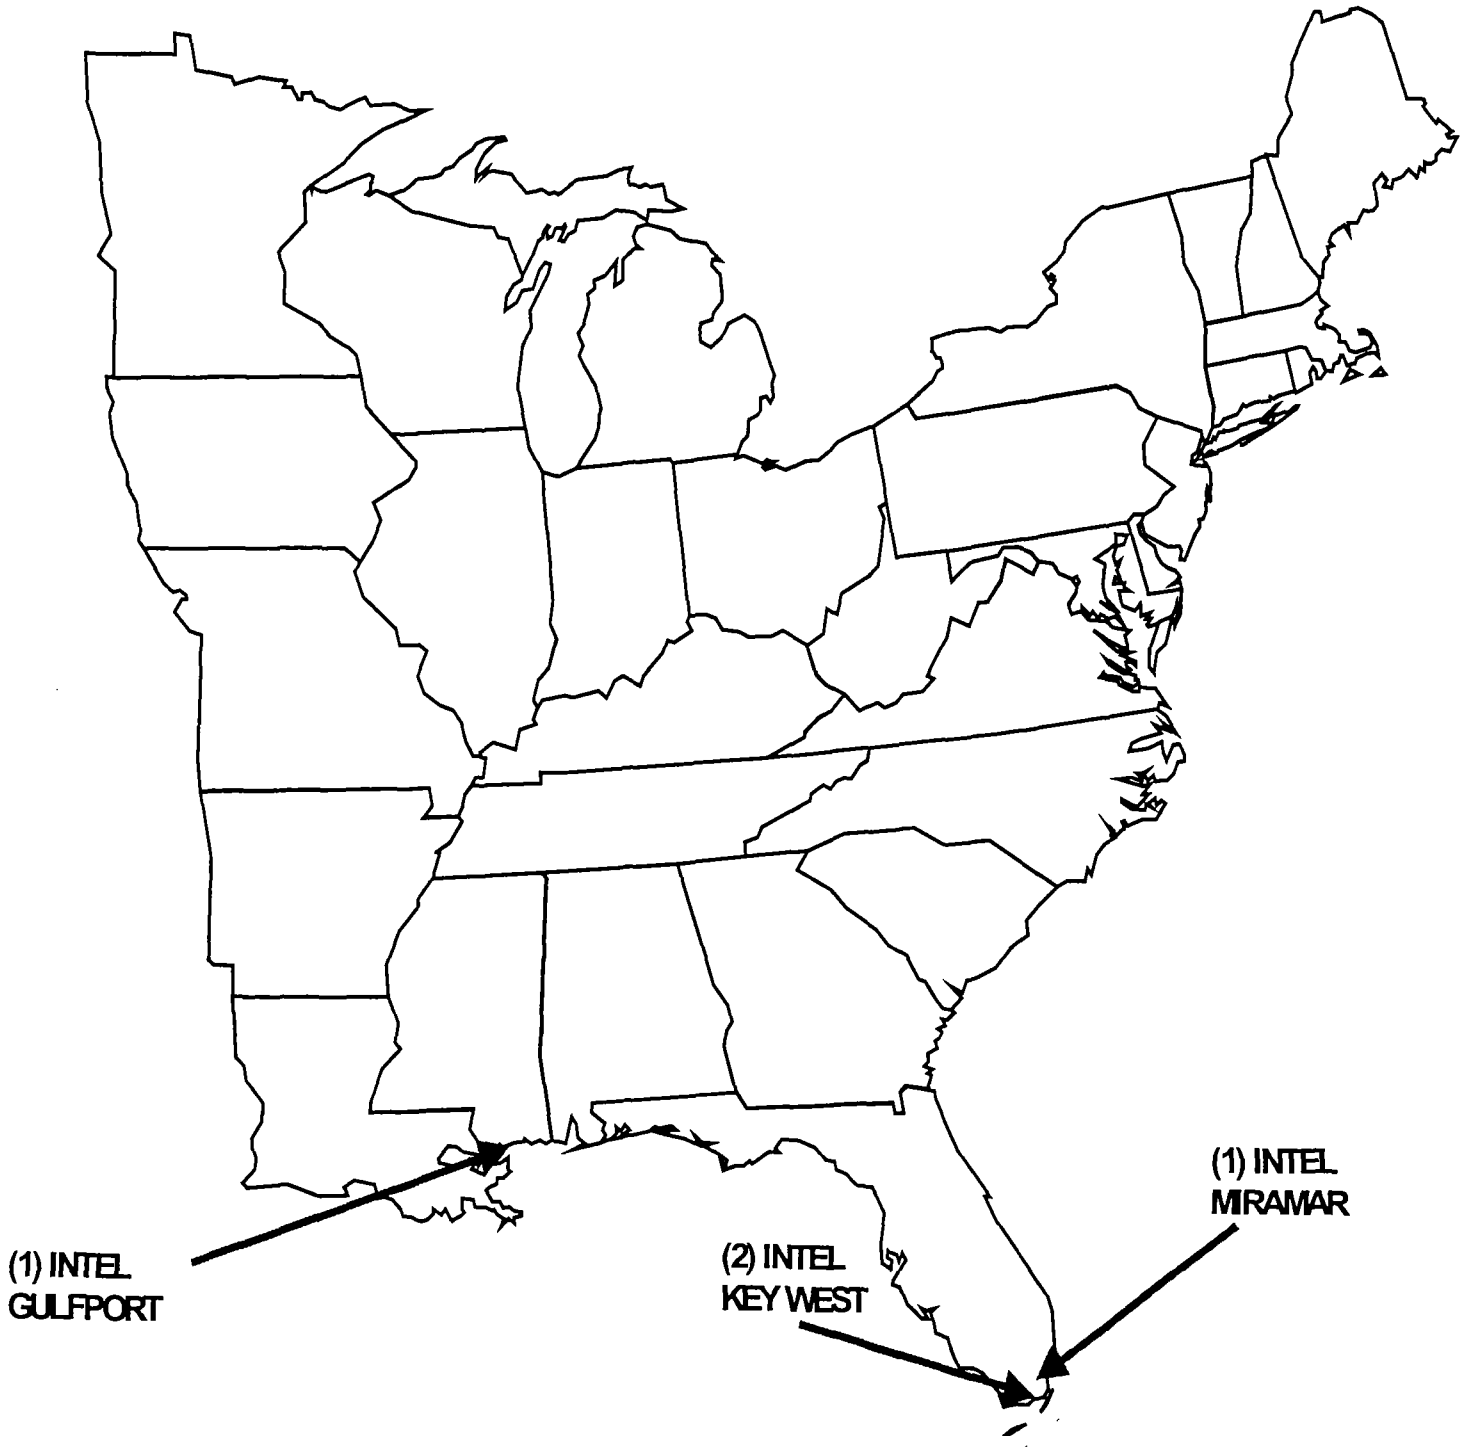 (1) INTEL
MIRAMAR
(2) INTEL
KEY WEST
(1) INTEL
GULFPORT